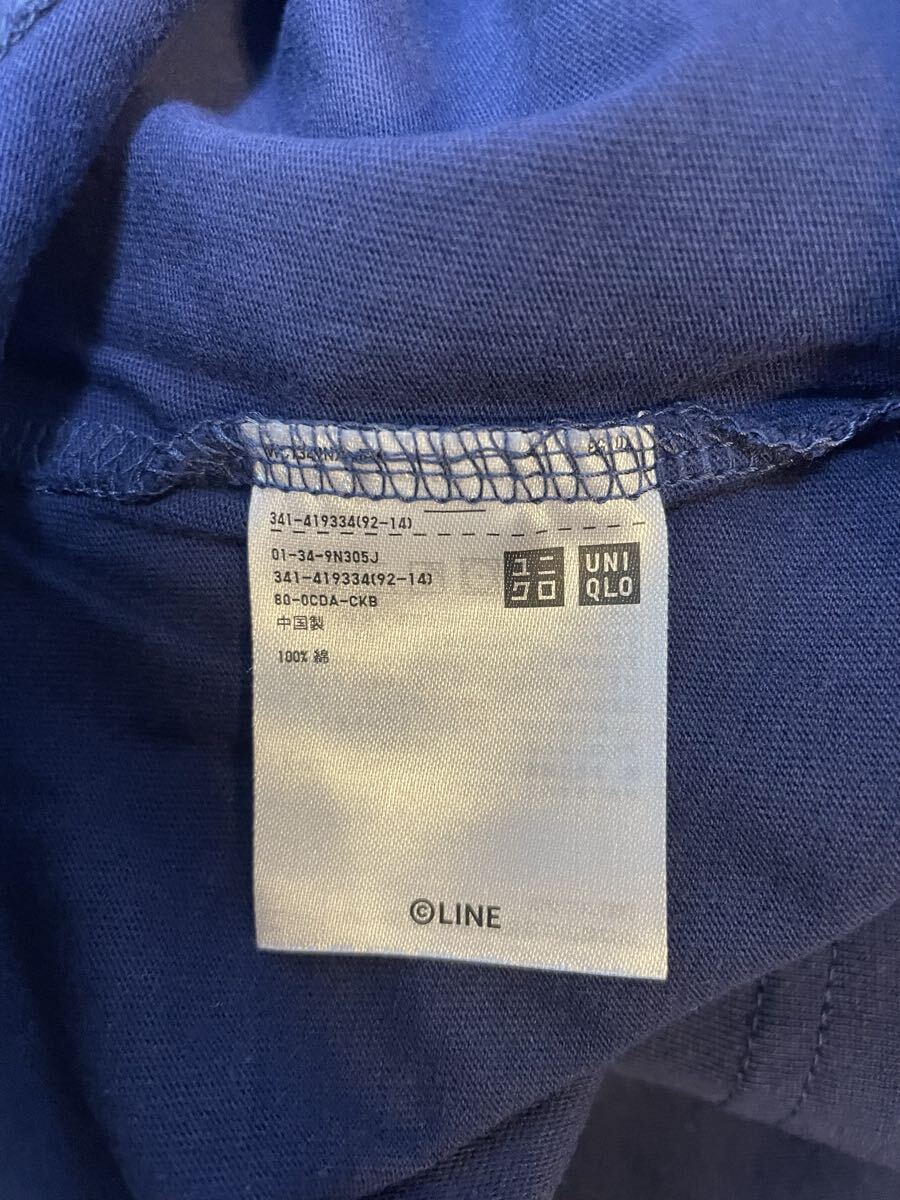 341-419334(92-14)
01-34-9N305J
341-419334(92-14)
80-0CDA-CKB
中国製
100% 綿
ユニ
クロ
UNI
QLO
©LINE